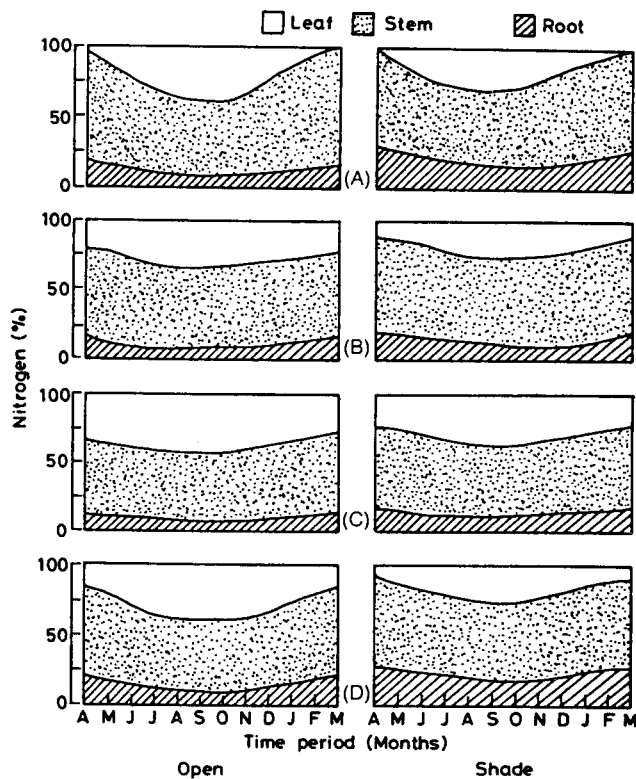 Leaf Stem Root
100
50
0
(A)
100
50
0
(B)
Nitrogen (%)
100
50
0
(C)
100
50
0
(D)
A M J J A S O N D J F M A M J J A S O N D J F M
Time period (Months)
Open Shade